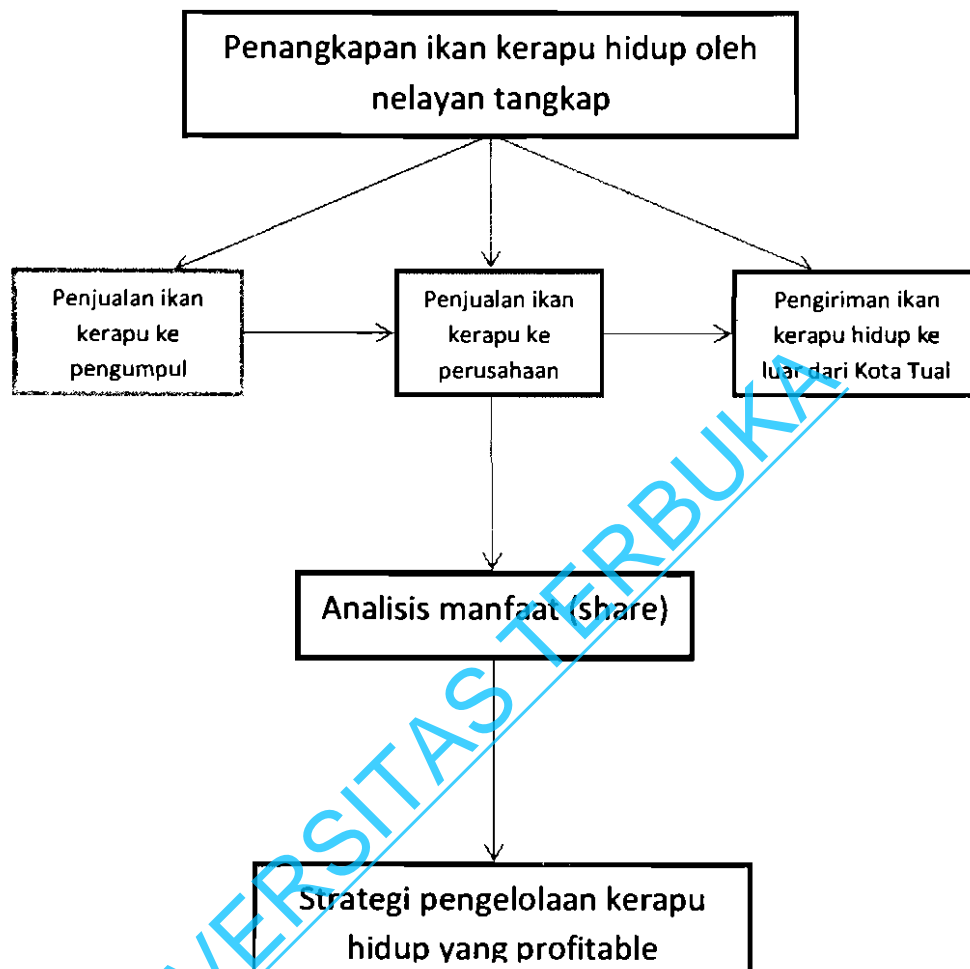 Penangkapan ikan kerapu hidup oleh
nelayan tangkap
Penjualan ikan
kerapu ke
pengumpul
Penjualan ikan
kerapu ke
perusahaan
Pengiriman ikan
kerapu hidup ke
luar dari Kota Tual
Analisis manfaat (share)
Strategi pengelolaan kerapu
hidup yang profitable
VERSITAS TERBUKA